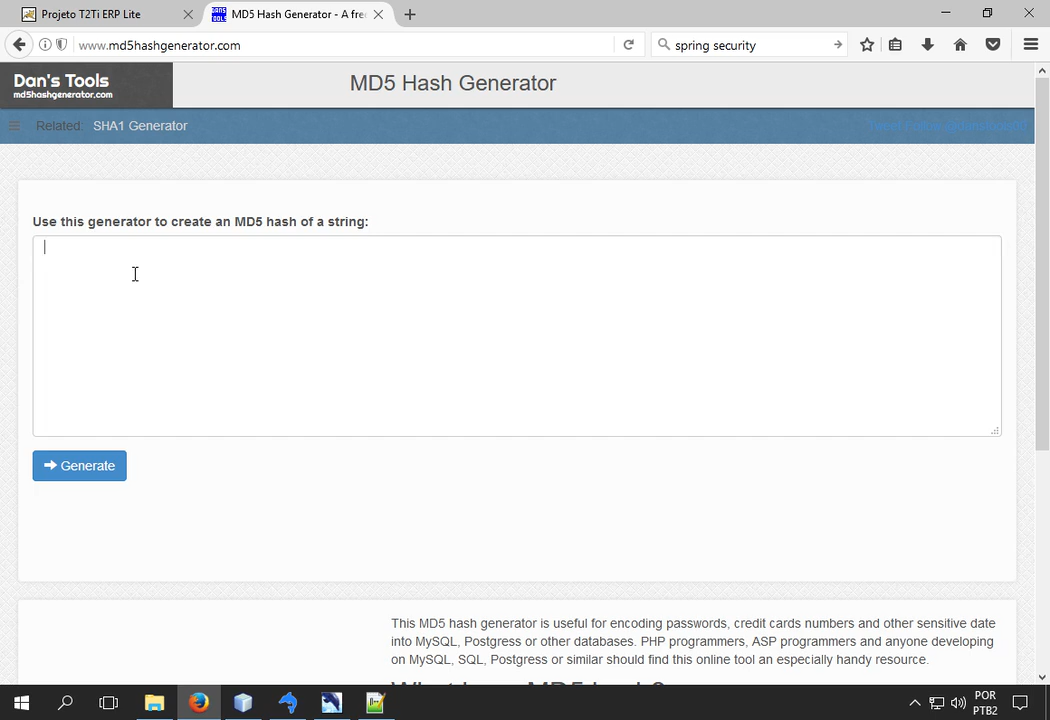 Projeto T2Ti ERP Lite
MD5 Hash Generator - A fre
www.md5hashgenerator.com
spring security
Dan's Tools
md5hashgenerator.com
MD5 Hash Generator
Related: SHA1 Generator
Use this generator to create an MD5 hash of a string:
Generate
This MD5 hash generator is useful for encoding passwords, credit cards numbers and other sensitive date
into MySQL, Postgress or other databases. PHP programmers, ASP programmers and anyone developing
on MySQL, SQL, Postgress or similar should find this online tool an especially handy resource.
POR
PTB2